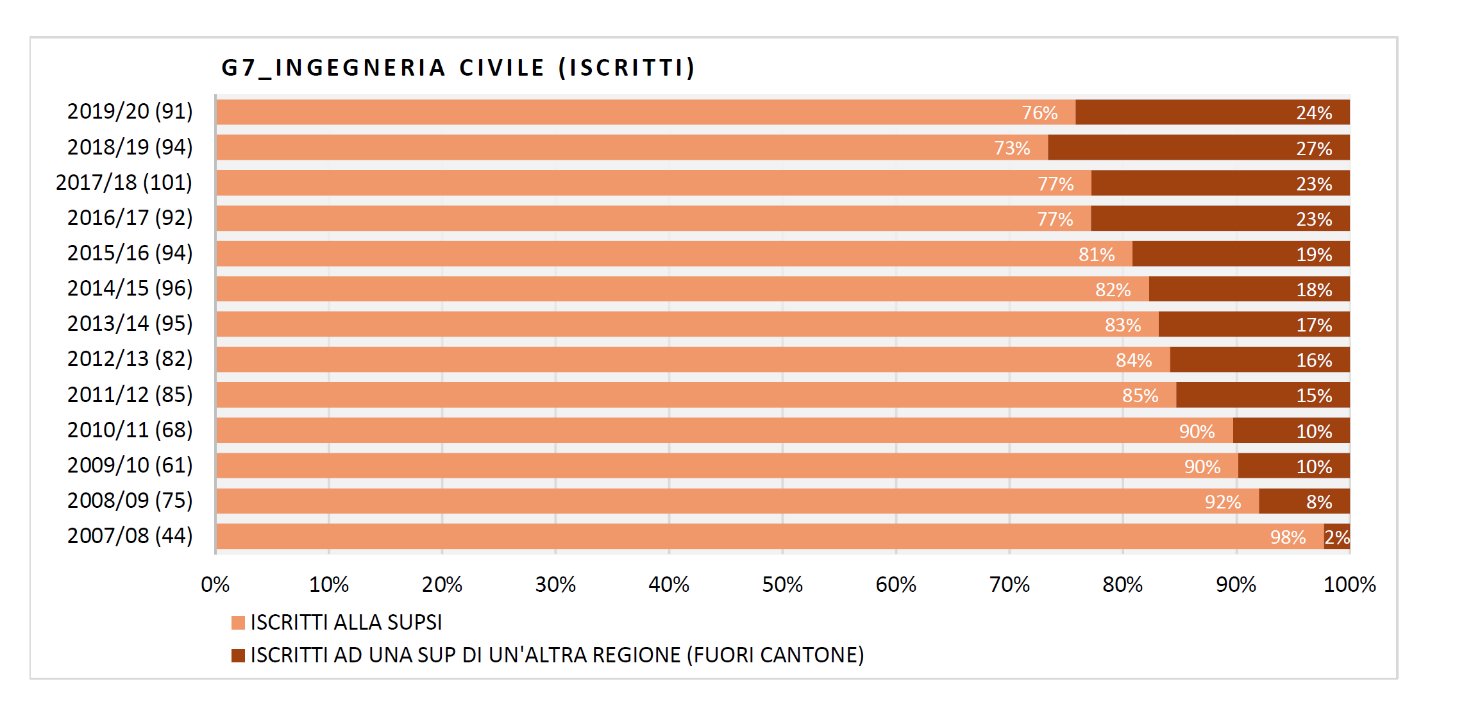 G7_INGEGNERIA CIVILE (ISCRITTI)
2019/20 (91) 76% 24%
2018/19 (94) 73% 27%
2017/18 (101) 77% 23%
2016/17 (92) 77% 23%
2015/16 (94) 81% 19%
2014/15 (96) 82% 18%
2013/14 (95) 83% 17%
2012/13 (82) 84% 16%
2011/12 (85) 85% 15%
2010/11 (68) 90% 10%
2009/10 (61) 90% 10%
2008/09 (75) 92% 8%
2007/08 (44) 98% 2%
0% 10% 20% 30% 40% 50% 60% 70% 80% 90% 100%
ISCRITTI ALLA SUPSI
ISCRITTI AD UNA SUP DI UN'ALTRA REGIONE (FUORI CANTONE)